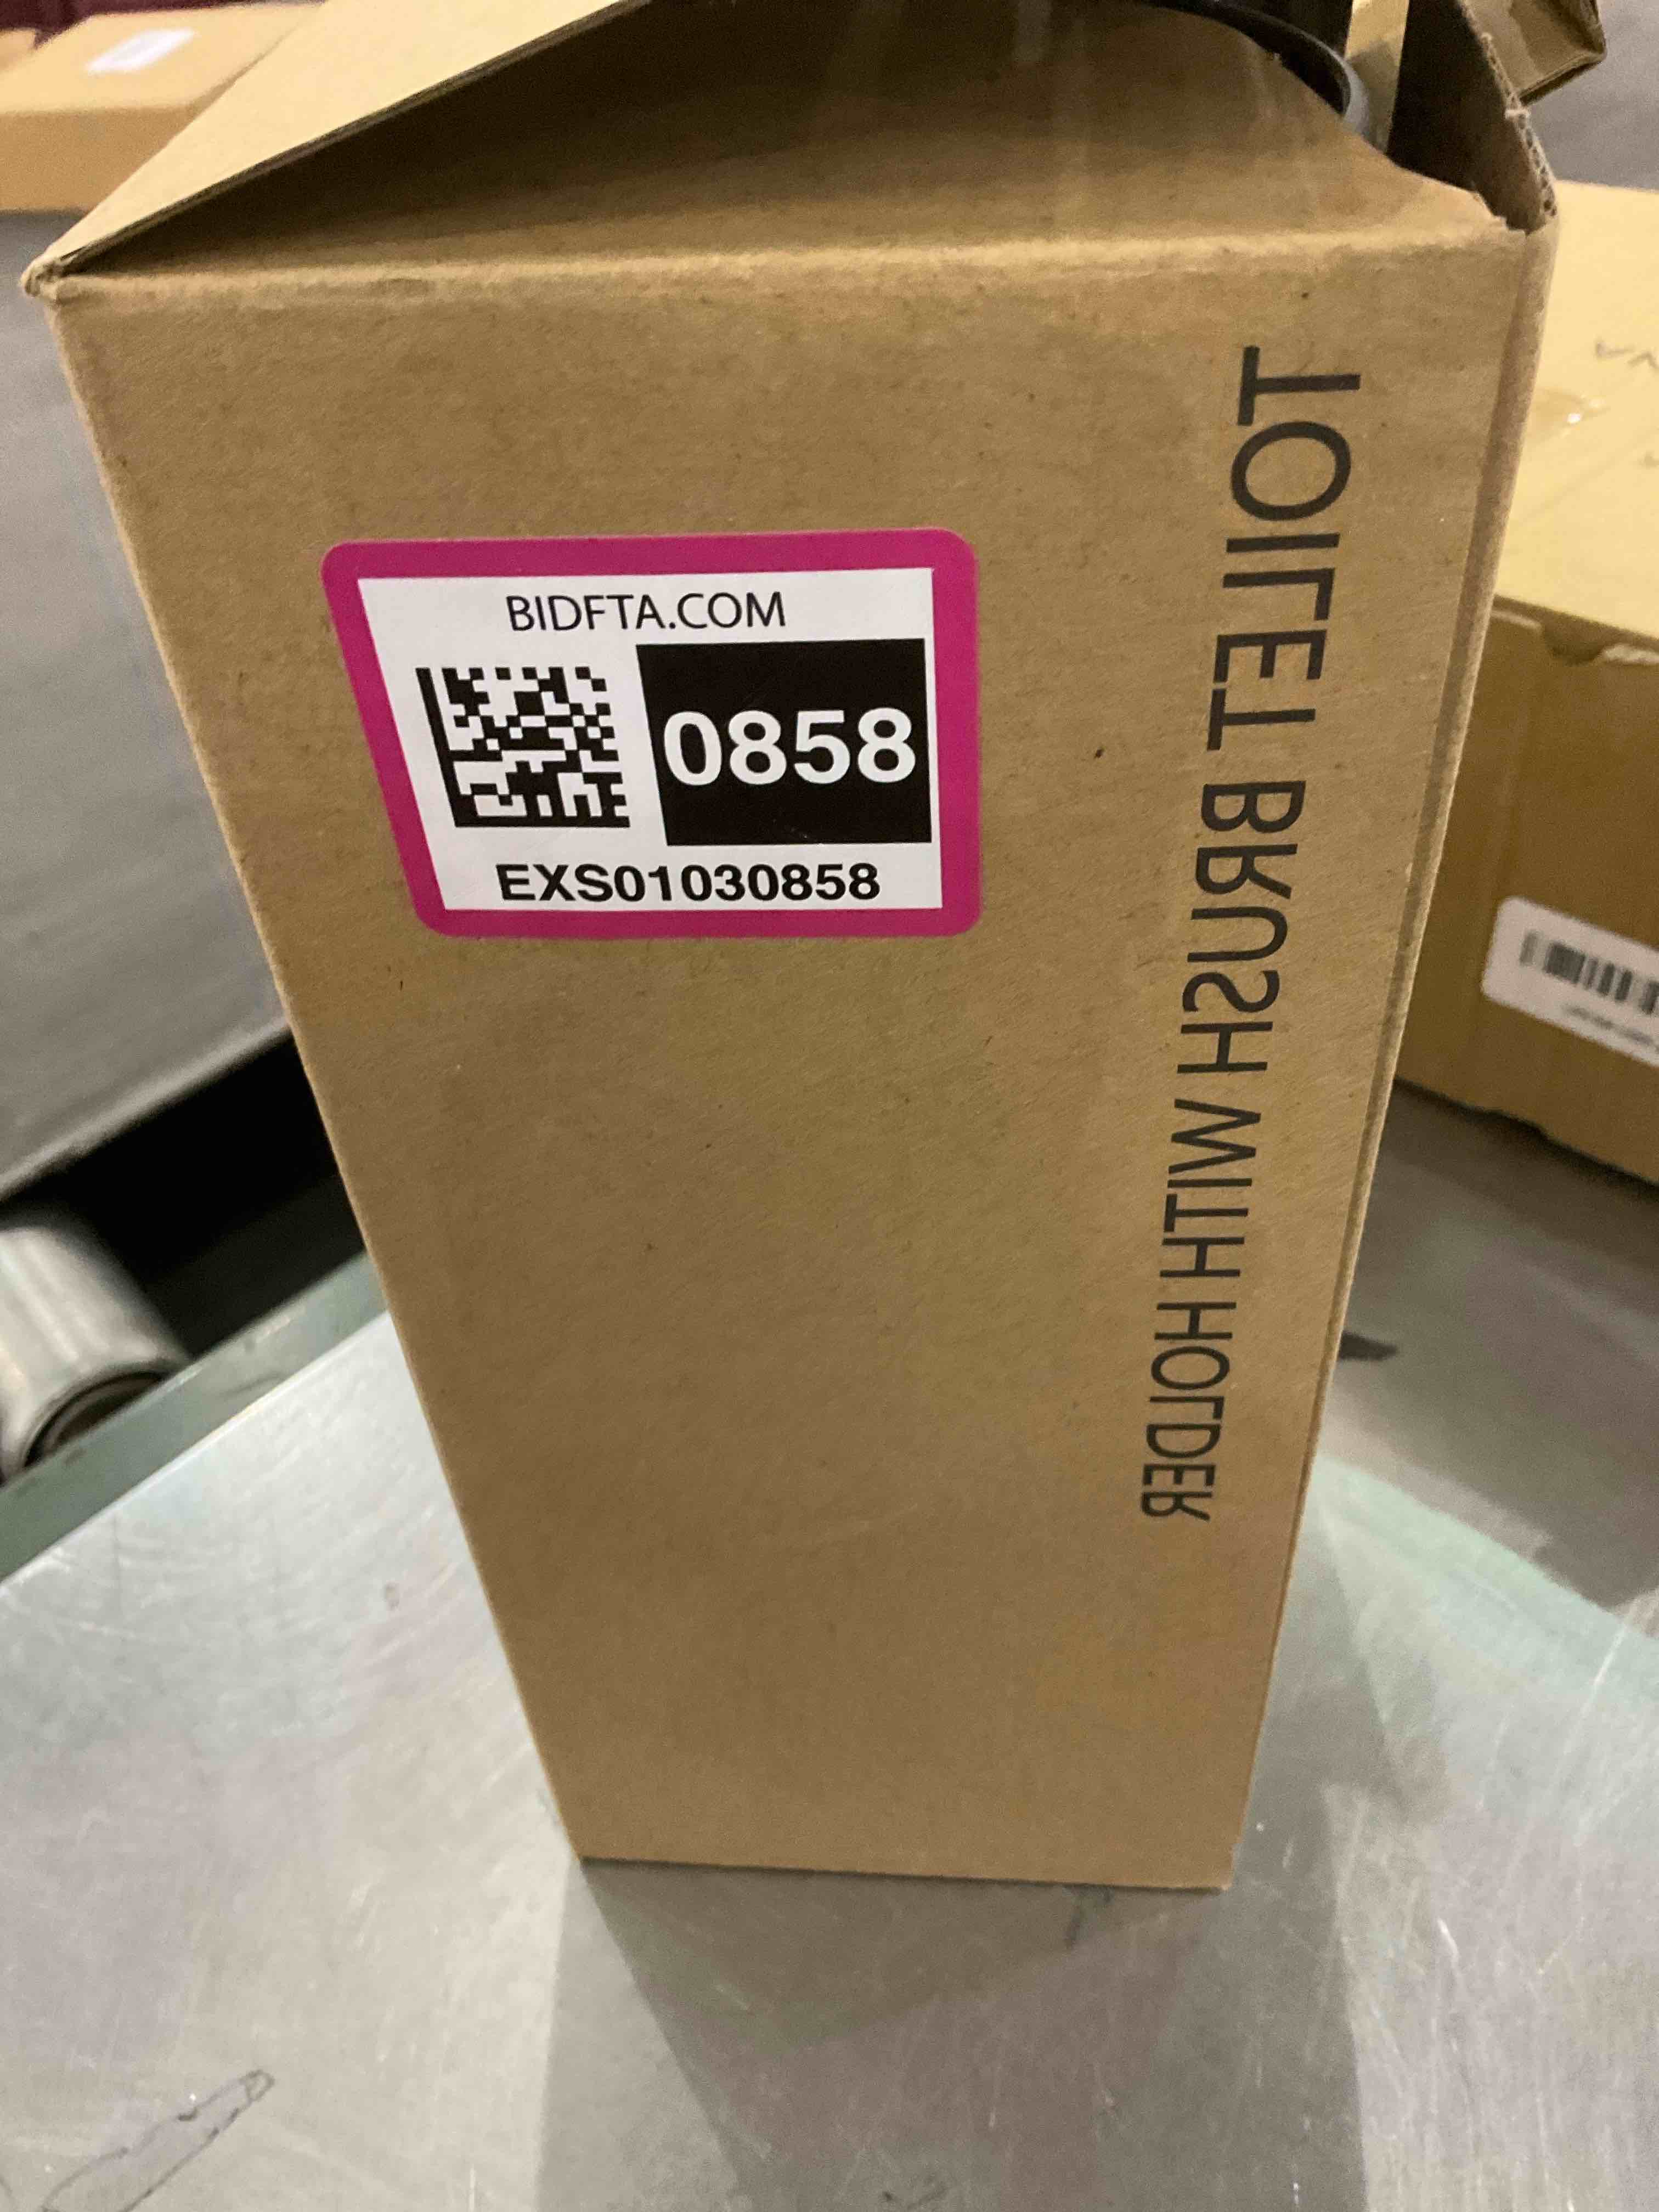 BIDFTA.COM
0858
EXS01030858
TOILET BRUSH WITH HOLDER